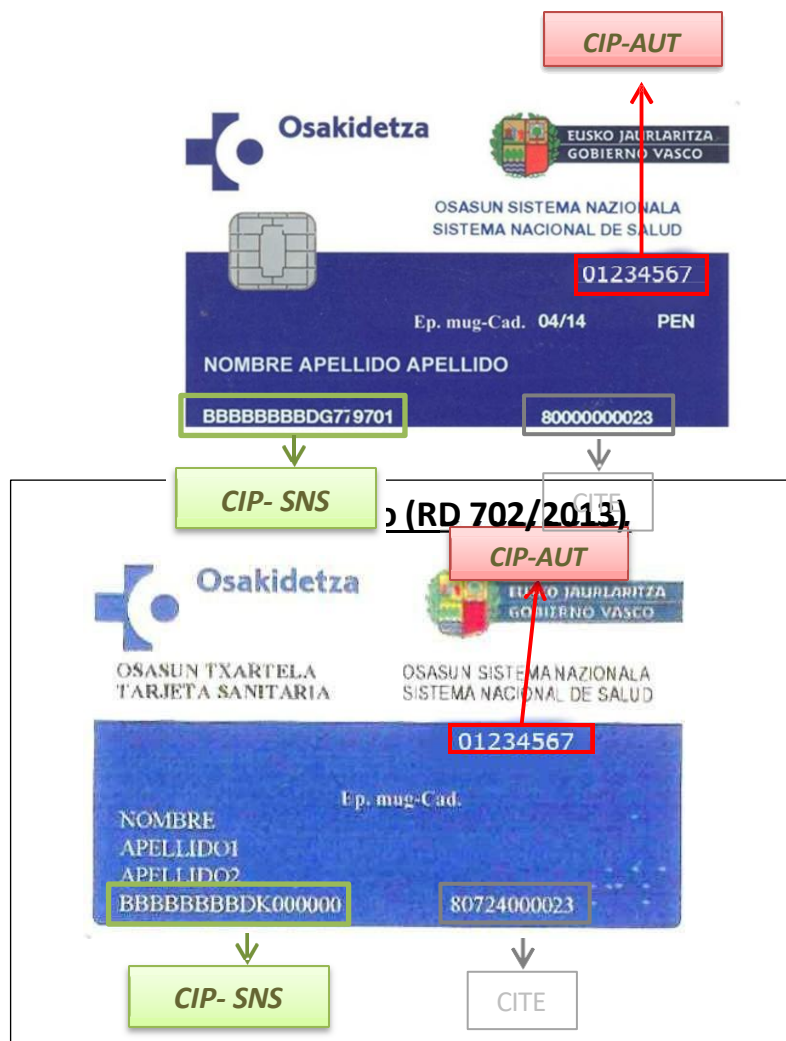 CIP-AUT
Osakidetza
EUSKO JAURLARITZA
GOBIERNO VASCO
OSASUN SISTEMA NAZIONALA
SISTEMA NACIONAL DE SALUD
01234567
Ep. mug-Cad. 04/14 PEN
NOMBRE APELLIDO APELLIDO
BBBBBBBBDG779701 80000000023
CIP- SNS
CITE
(RD 702/2013)
CIP-AUT
Osakidetza
EUSKO JAURLARITZA
GOBIERNO VASCO
OSASUN TXARTELA
TARJETA SANITARIA
OSASUN SISTEMA NAZIONALA
SISTEMA NACIONAL DE SALUD
01234567
Ep. mug-Cad.
NOMBRE
APELLIDO1
APELLIDO2
BBBBBBBBDK000000 80724000023
CIP- SNS
CITE